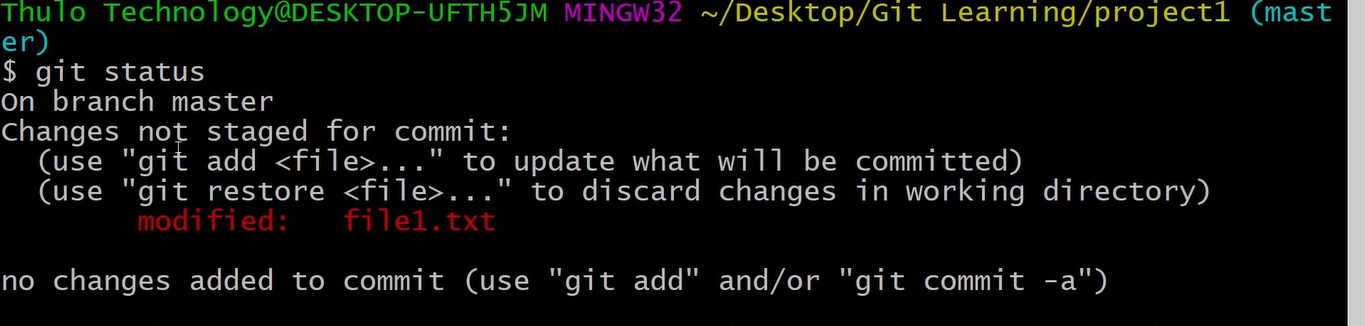 Thulo Technology@DESKTOP-UFTH5JM MINGW32 ~/Desktop/Git Learning/project1 (mast
er)
$ git status
On branch master
Changes not staged for commit:
  (use "git add <file>..." to update what will be committed)
  (use "git restore <file>..." to discard changes in working directory)
        modified:   file1.txt

no changes added to commit (use "git add" and/or "git commit -a")